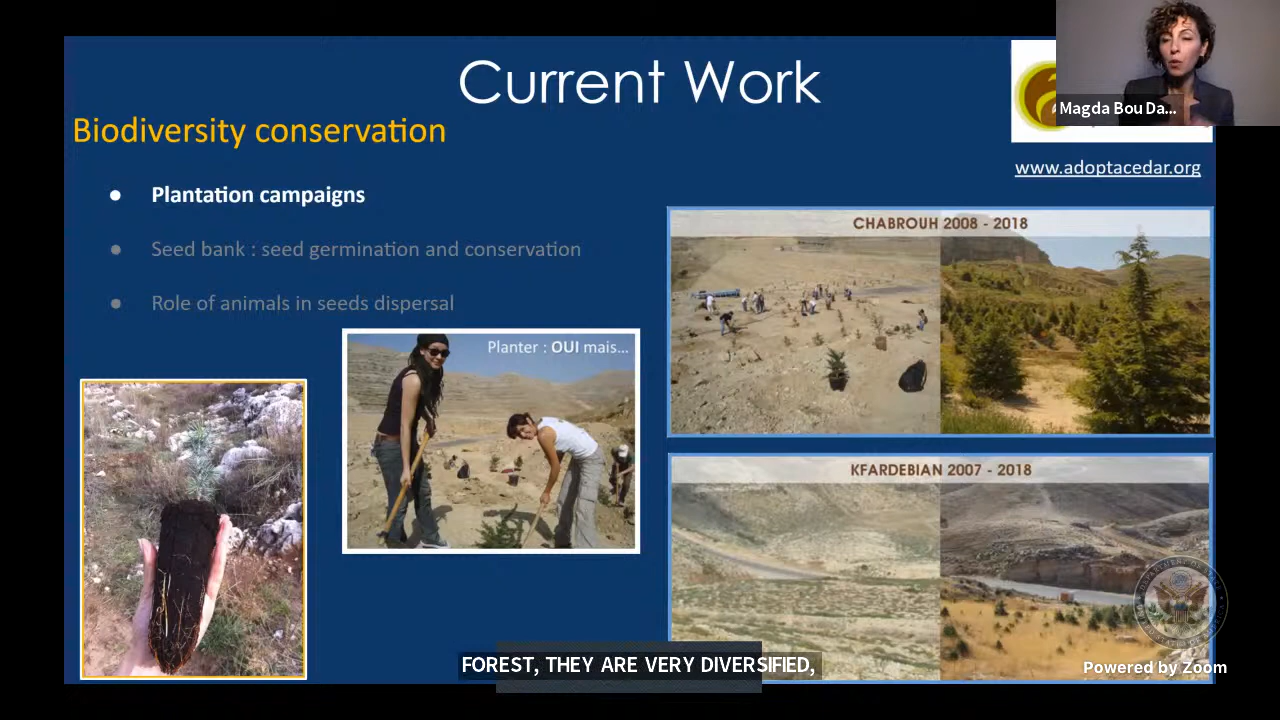 Current Work
Magda Bou Da...
Biodiversity conservation
www.adoptacedar.org
● Plantation campaigns
● Seed bank : seed germination and conservation
● Role of animals in seeds dispersal
CHABROUH 2008 - 2018
Planter : OUI mais...
KFARDEBIAN 2007 - 2018
FOREST, THEY ARE VERY DIVERSIFIED,
Powered by Zoom